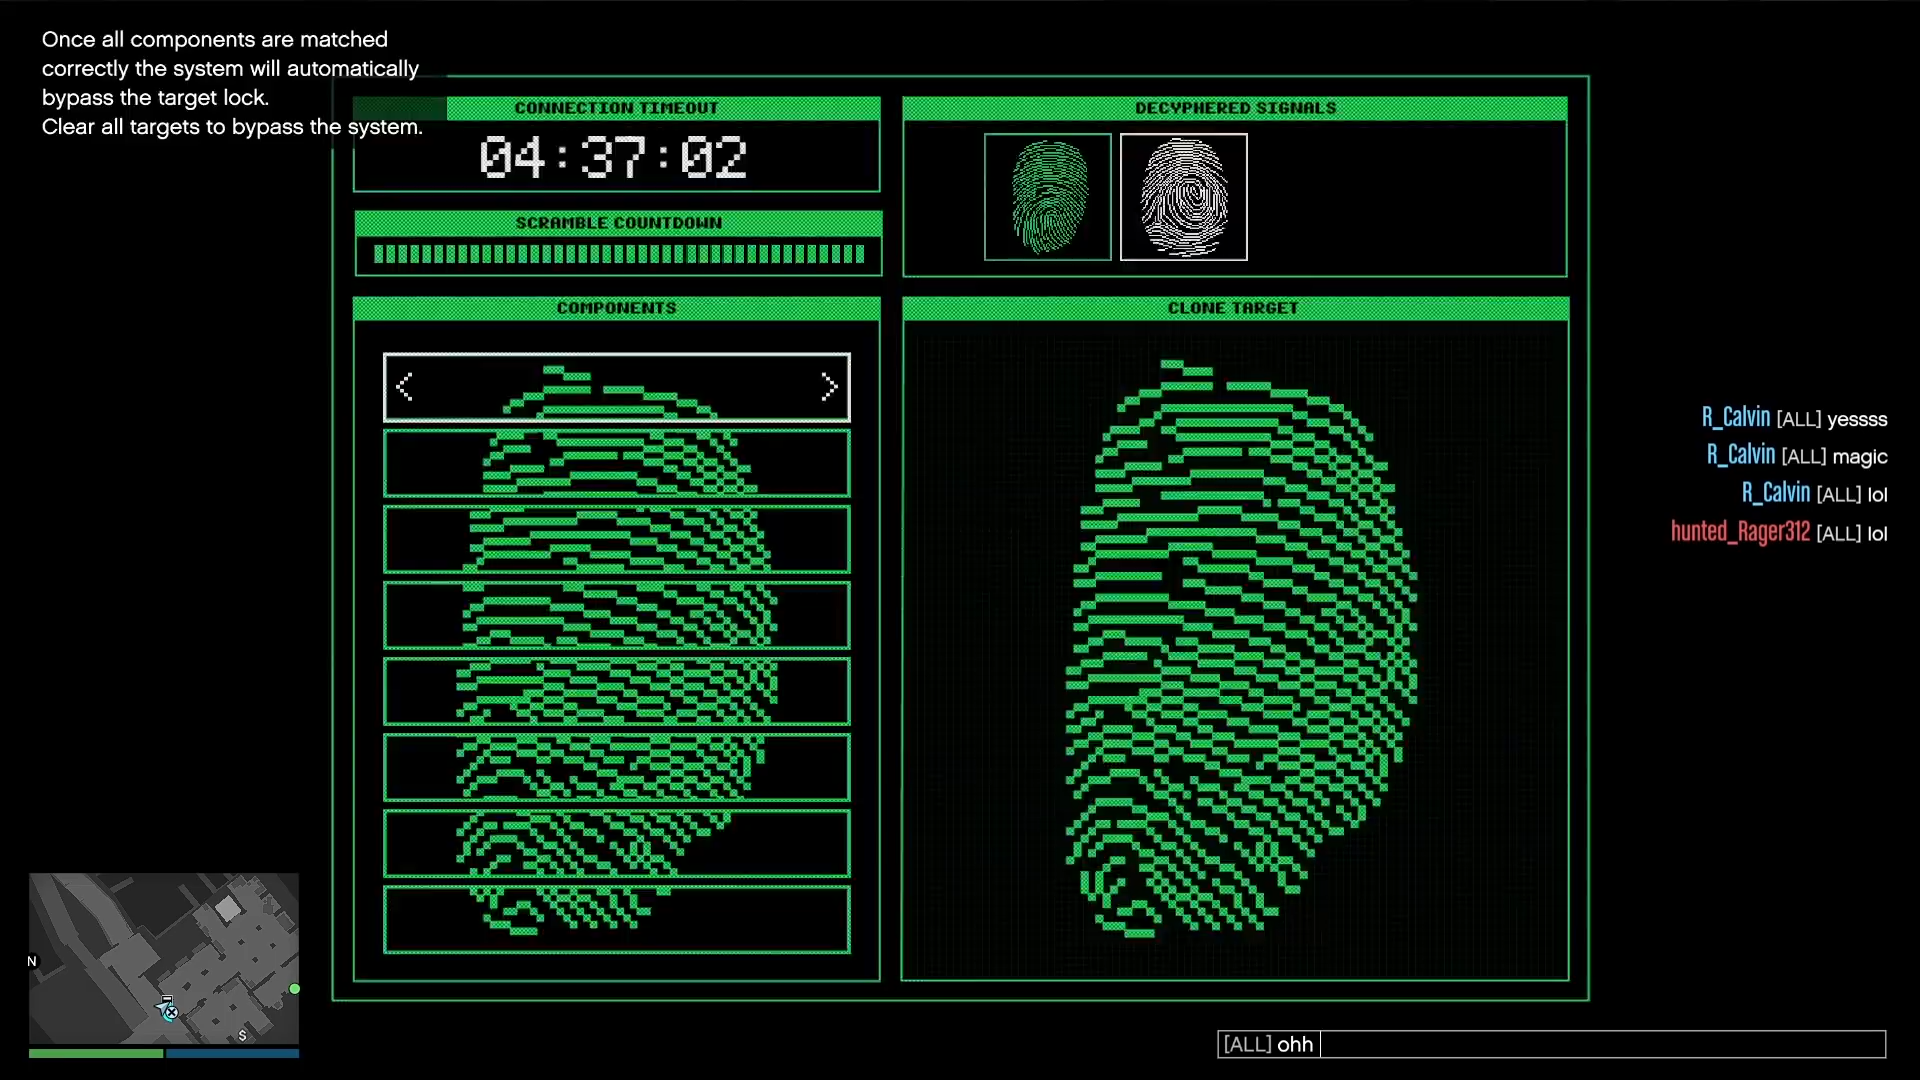 Once all components are matched
correctly the system will automatically
bypass the target lock.
Clear all targets to bypass the system.
CONNECTION TIMEOUT
04:37:02
SCRAMBLE COUNTDOWN
COMPONENTS
DECYPHERED SIGNALS
CLONE TARGET
R_Calvin [ALL] yessss
R_Calvin [ALL] magic
R_Calvin [ALL] lol
hunted_Rager312 [ALL] lol
N
S
[ALL] ohh